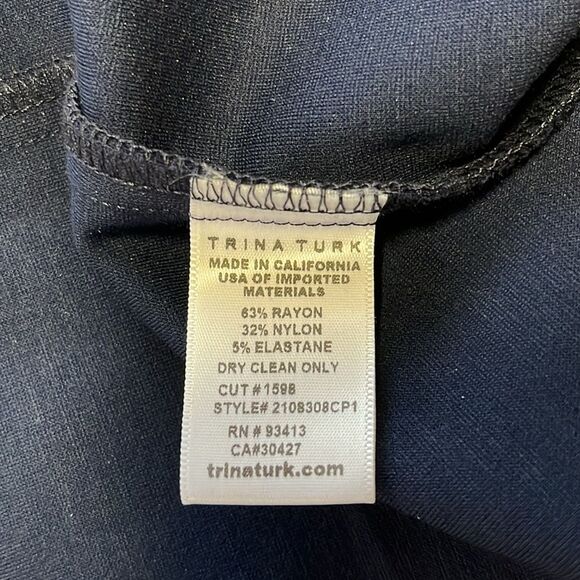 TRINA TURK
MADE IN CALIFORNIA
USA OF IMPORTED
MATERIALS
63% RAYON
32% NYLON
5% ELASTANE
DRY CLEAN ONLY
CUT #1598
STYLE# 2108308CP1
RN # 93413
CA#30427
trinaturk.com